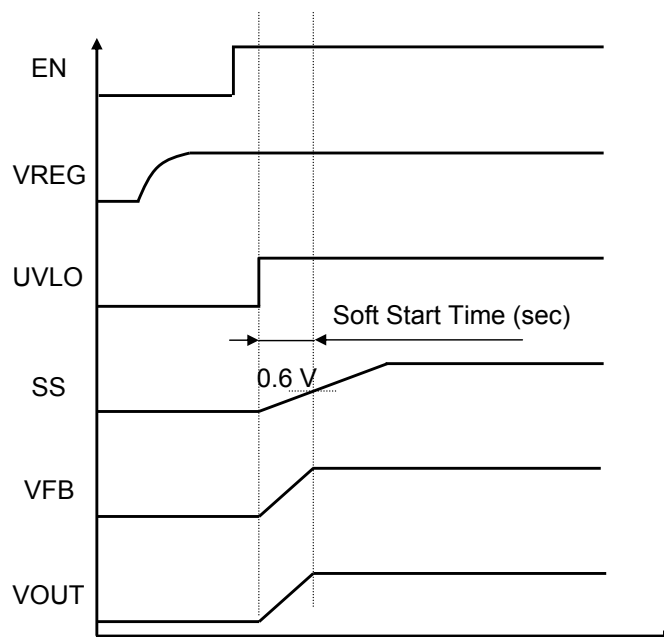 EN
VREG
UVLO
Soft Start Time (sec)
0.6 V
SS
VFB
VOUT